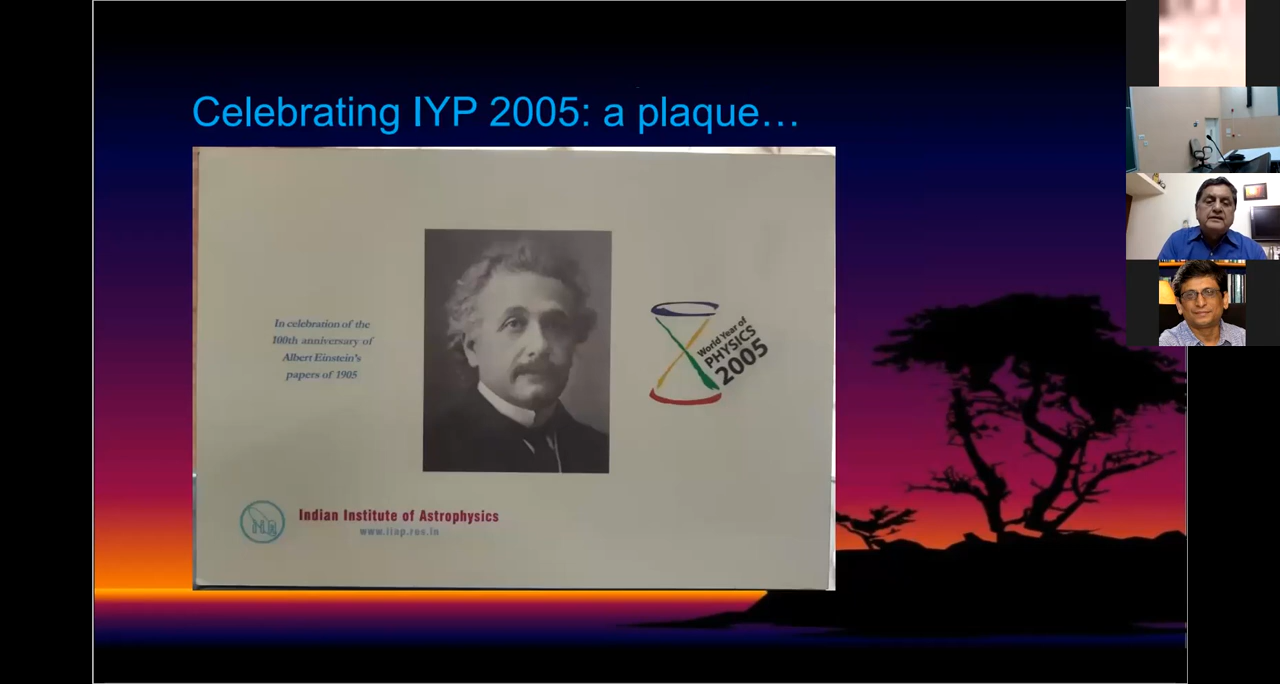 Celebrating IYP 2005: a plaque…
In celebration of the
100th anniversary of
Albert Einstein's
papers of 1905
World Year of
PHYSICS
2005
Indian Institute of Astrophysics
www.iiap.res.in